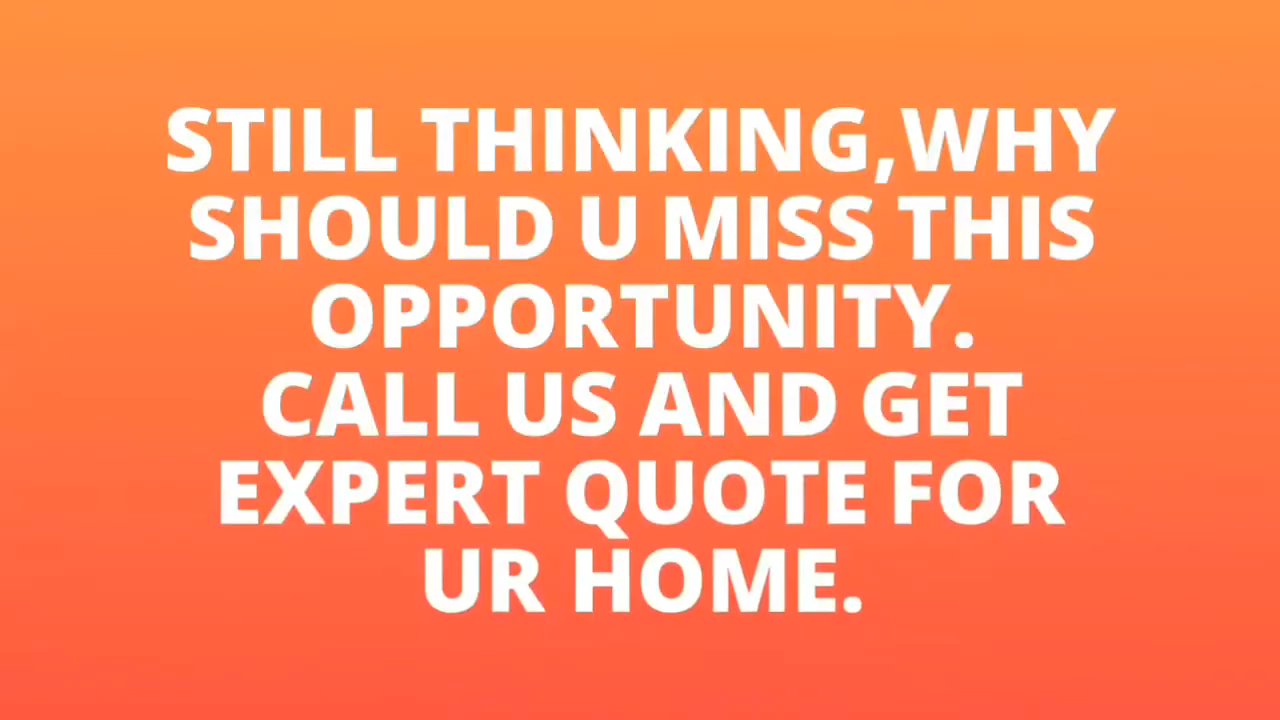 STILL THINKING,WHY
SHOULD U MISS THIS
OPPORTUNITY.
CALL US AND GET
EXPERT QUOTE FOR
UR HOME.